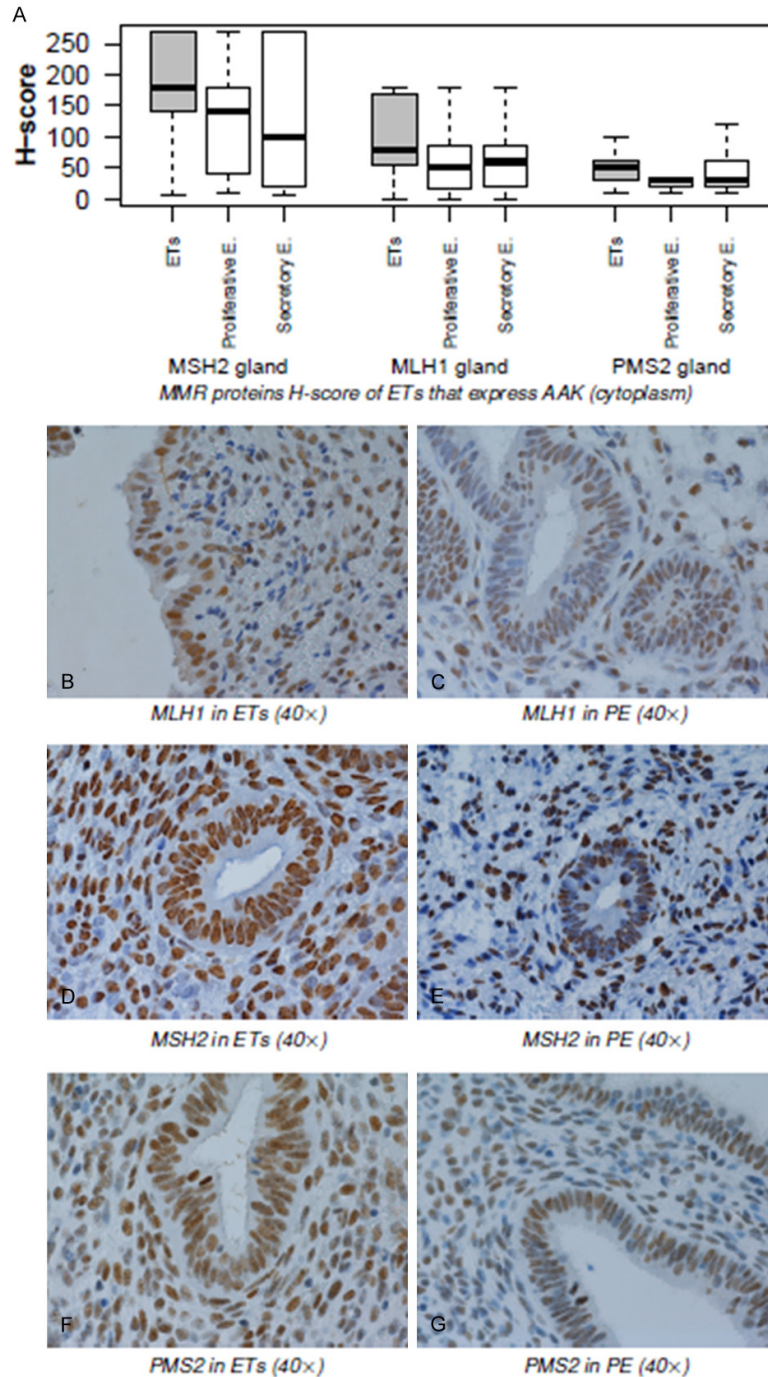 A
H-score
250
200
150
100
50
0
ETs
Proliferative E.
Secretory E.
ETs
Proliferative E.
Secretory E.
ETs
Proliferative E.
Secretory E.
MSH2 gland
MLH1 gland
PMS2 gland
MMR proteins H-score of ETs that express AAK (cytoplasm)
B
C
MLH1 in ETs (40×)
MLH1 in PE (40×)
D
E
MSH2 in ETs (40×)
MSH2 in PE (40×)
F
G
PMS2 in ETs (40×)
PMS2 in PE (40×)